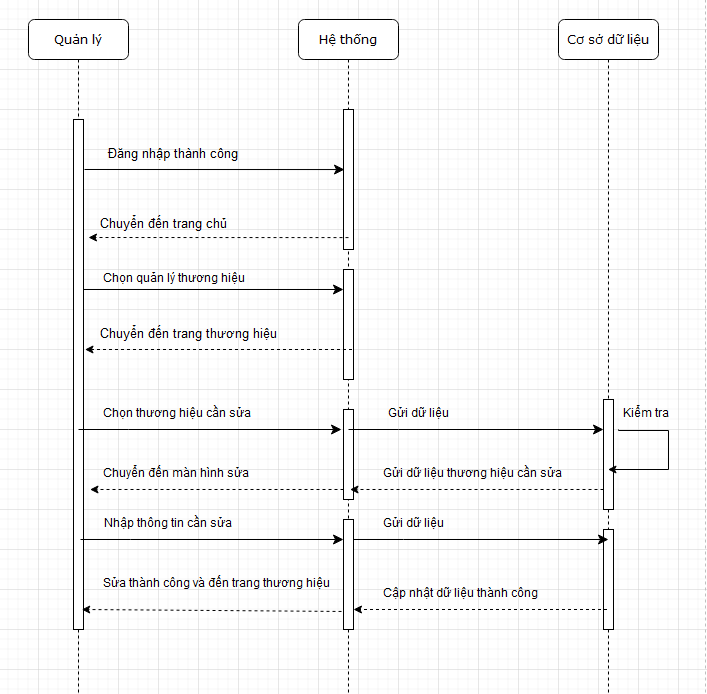 Quản lý
Hệ thống
Cơ sở dữ liệu
Đăng nhập thành công
Chuyển đến trang chủ
Chọn quản lý thương hiệu
Chuyển đến trang thương hiệu
Chọn thương hiệu cần sửa
Gửi dữ liệu
Kiểm tra
Chuyển đến màn hình sửa
Gửi dữ liệu thương hiệu cần sửa
Nhập thông tin cần sửa
Gửi dữ liệu
Sửa thành công và đến trang thương hiệu
Cập nhật dữ liệu thành công